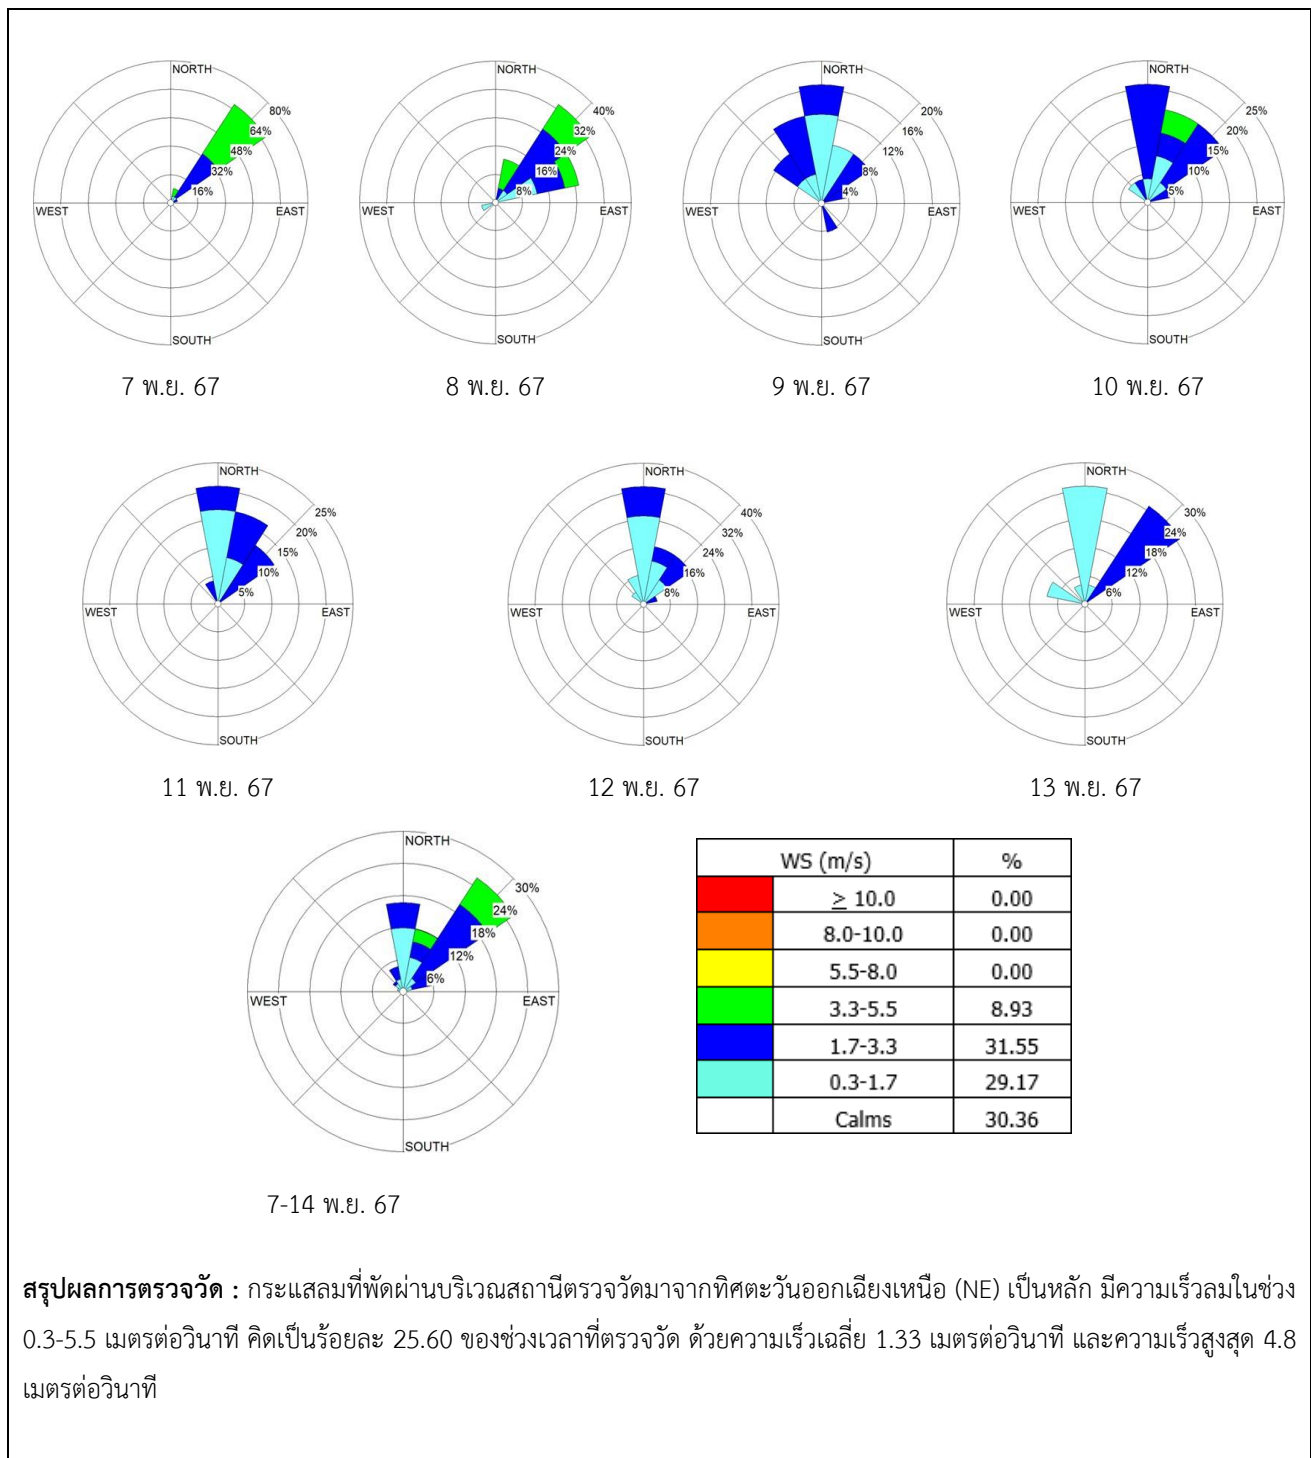 NORTH
80%
64%
48%
32%
16%
WEST
EAST
SOUTH
7 พ.ย. 67
NORTH
40%
32%
24%
16%
8%
WEST
EAST
SOUTH
8 พ.ย. 67
NORTH
20%
16%
12%
8%
4%
WEST
EAST
SOUTH
9 พ.ย. 67
NORTH
25%
20%
15%
10%
5%
WEST
EAST
SOUTH
10 พ.ย. 67
NORTH
25%
20%
15%
10%
5%
WEST
EAST
SOUTH
11 พ.ย. 67
NORTH
40%
32%
24%
16%
8%
WEST
EAST
SOUTH
12 พ.ย. 67
NORTH
30%
24%
18%
12%
6%
WEST
EAST
SOUTH
13 พ.ย. 67
NORTH
30%
24%
18%
12%
6%
WEST
EAST
SOUTH
7-14 พ.ย. 67
WS (m/s) %
≥ 10.0 0.00
8.0-10.0 0.00
5.5-8.0 0.00
3.3-5.5 8.93
1.7-3.3 31.55
0.3-1.7 29.17
Calms 30.36
สรุปผลการตรวจวัด : กระแสลมที่พัดผ่านบริเวณสถานีตรวจวัดมาจากทิศตะวันออกเฉียงเหนือ (NE) เป็นหลัก มีความเร็วลมในช่วง
0.3-5.5 เมตรต่อวินาที คิดเป็นร้อยละ 25.60 ของช่วงเวลาที่ตรวจวัด ด้วยความเร็วเฉลี่ย 1.33 เมตรต่อวินาที และความเร็วสูงสุด 4.8
เมตรต่อวินาที